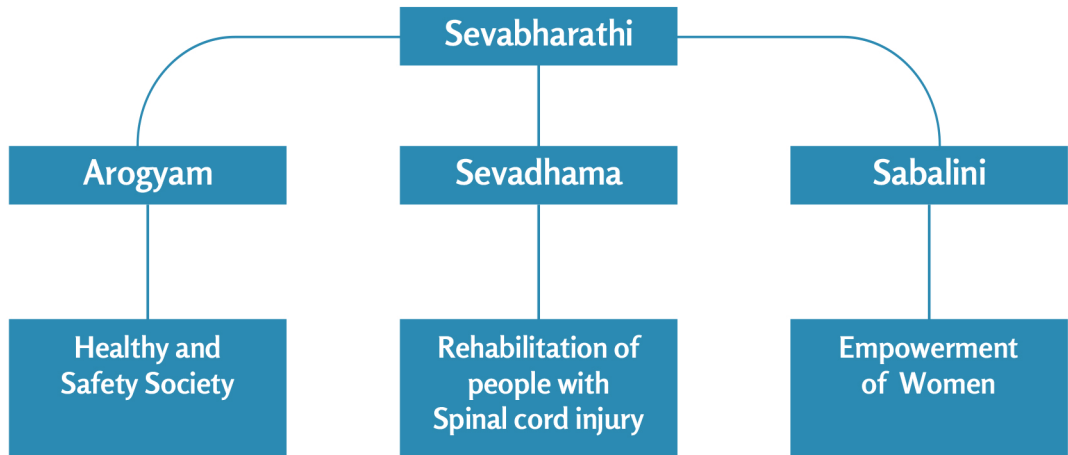 Sevabharathi
Arogyam
Sevadhama
Sabalini
Healthy and
Safety Society
Rehabilitation of
people with
Spinal cord injury
Empowerment
of Women